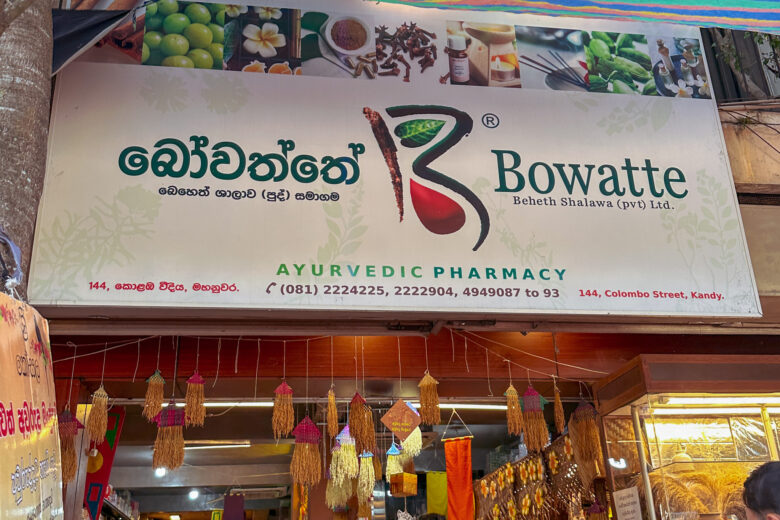 බෝවත්තේ
බෙහෙත් ශාලාව (පුද්) සමාගම
®
Bowatte
Beheth Shalawa (pvt) Ltd.
AYURVEDIC PHARMACY
144, කොළඹ වීදිය, මහනුවර.
(081) 2224225, 2222904, 4949087 to 93
144, Colombo Street, Kandy.